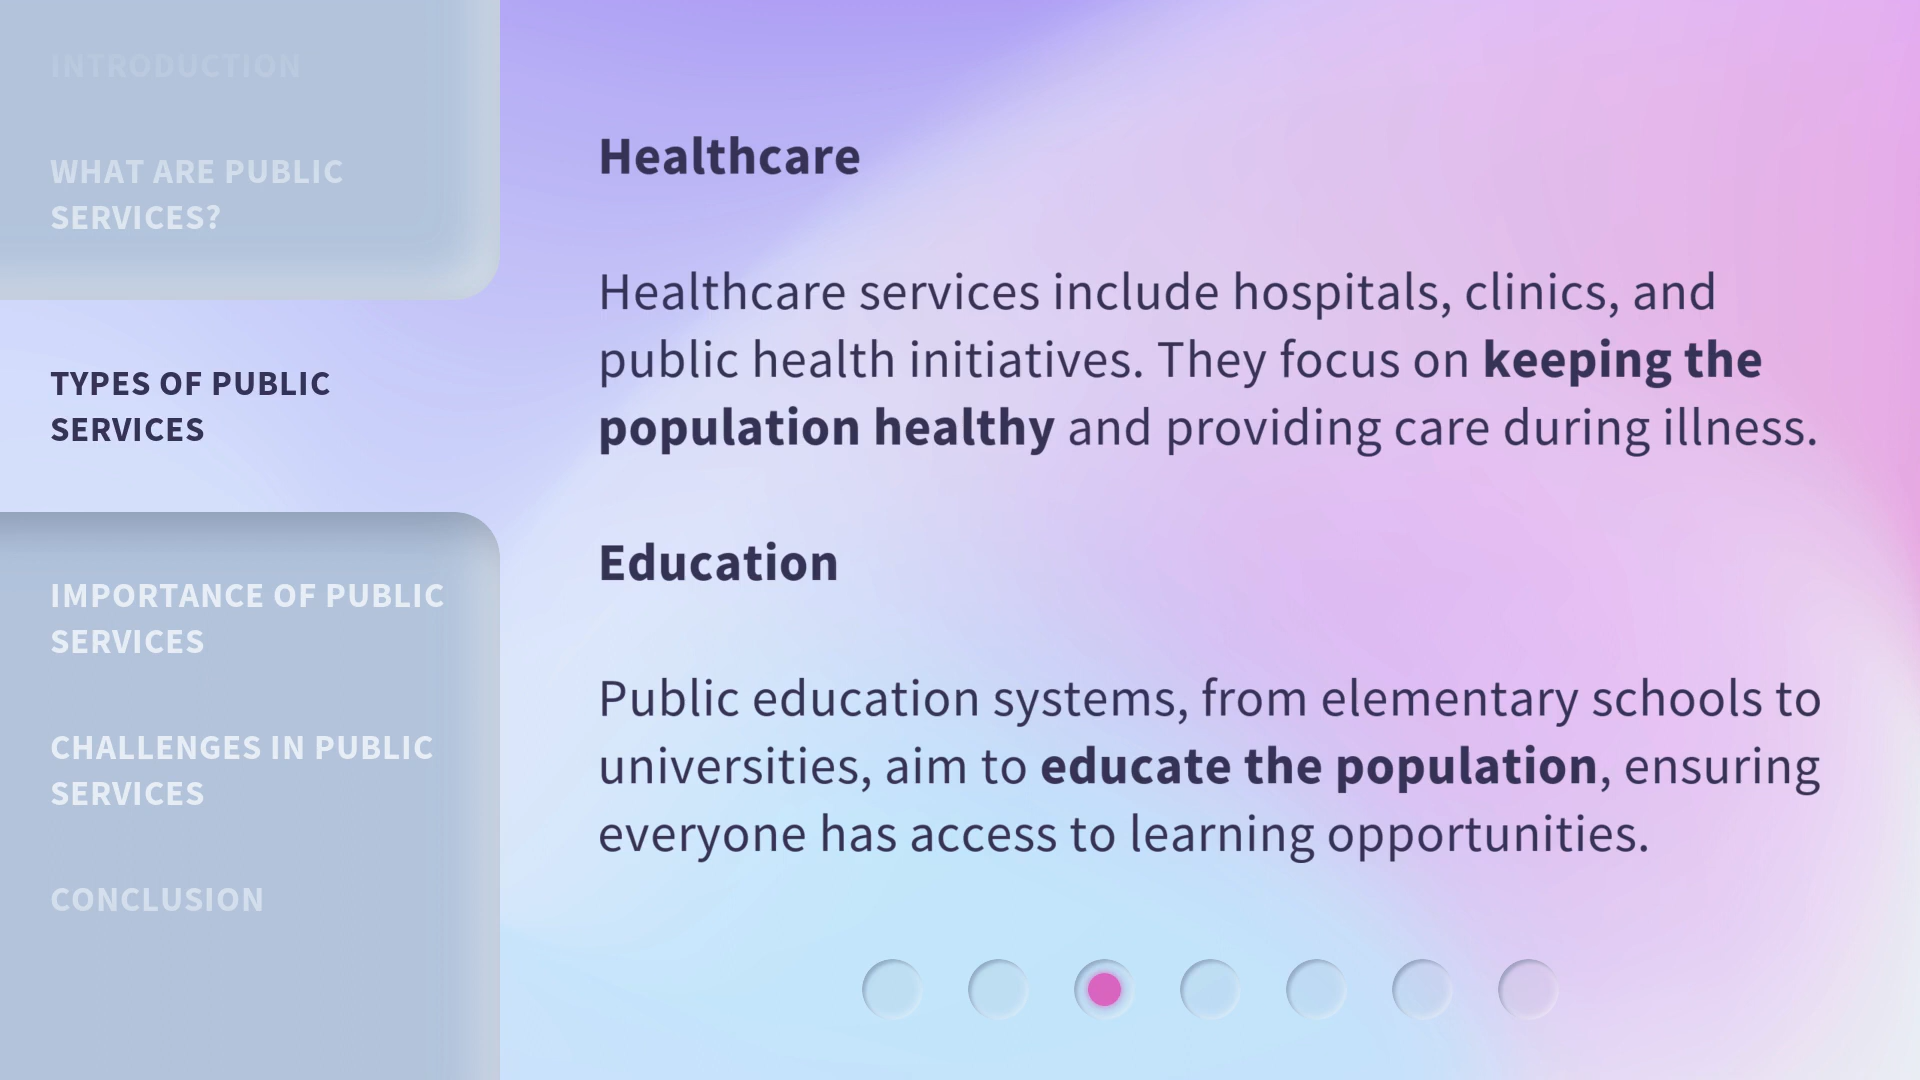 INTRODUCTION
WHAT ARE PUBLIC
SERVICES?
TYPES OF PUBLIC
SERVICES
IMPORTANCE OF PUBLIC
SERVICES
CHALLENGES IN PUBLIC
SERVICES
CONCLUSION
Healthcare
Healthcare services include hospitals, clinics, and
public health initiatives. They focus on keeping the
population healthy and providing care during illness.
Education
Public education systems, from elementary schools to
universities, aim to educate the population, ensuring
everyone has access to learning opportunities.